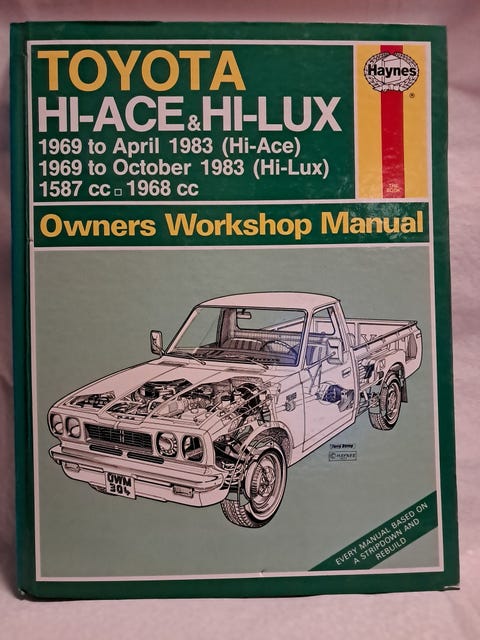 TOYOTA
Haynes
®
HI-ACE & HI-LUX
1969 to April 1983 (Hi-Ace)
1969 to October 1983 (Hi-Lux)
1587 cc □ 1968 cc
Owners Workshop Manual
OWM
304
© HAYNES
EVERY MANUAL BASED ON
A STRIPDOWN AND
REBUILD